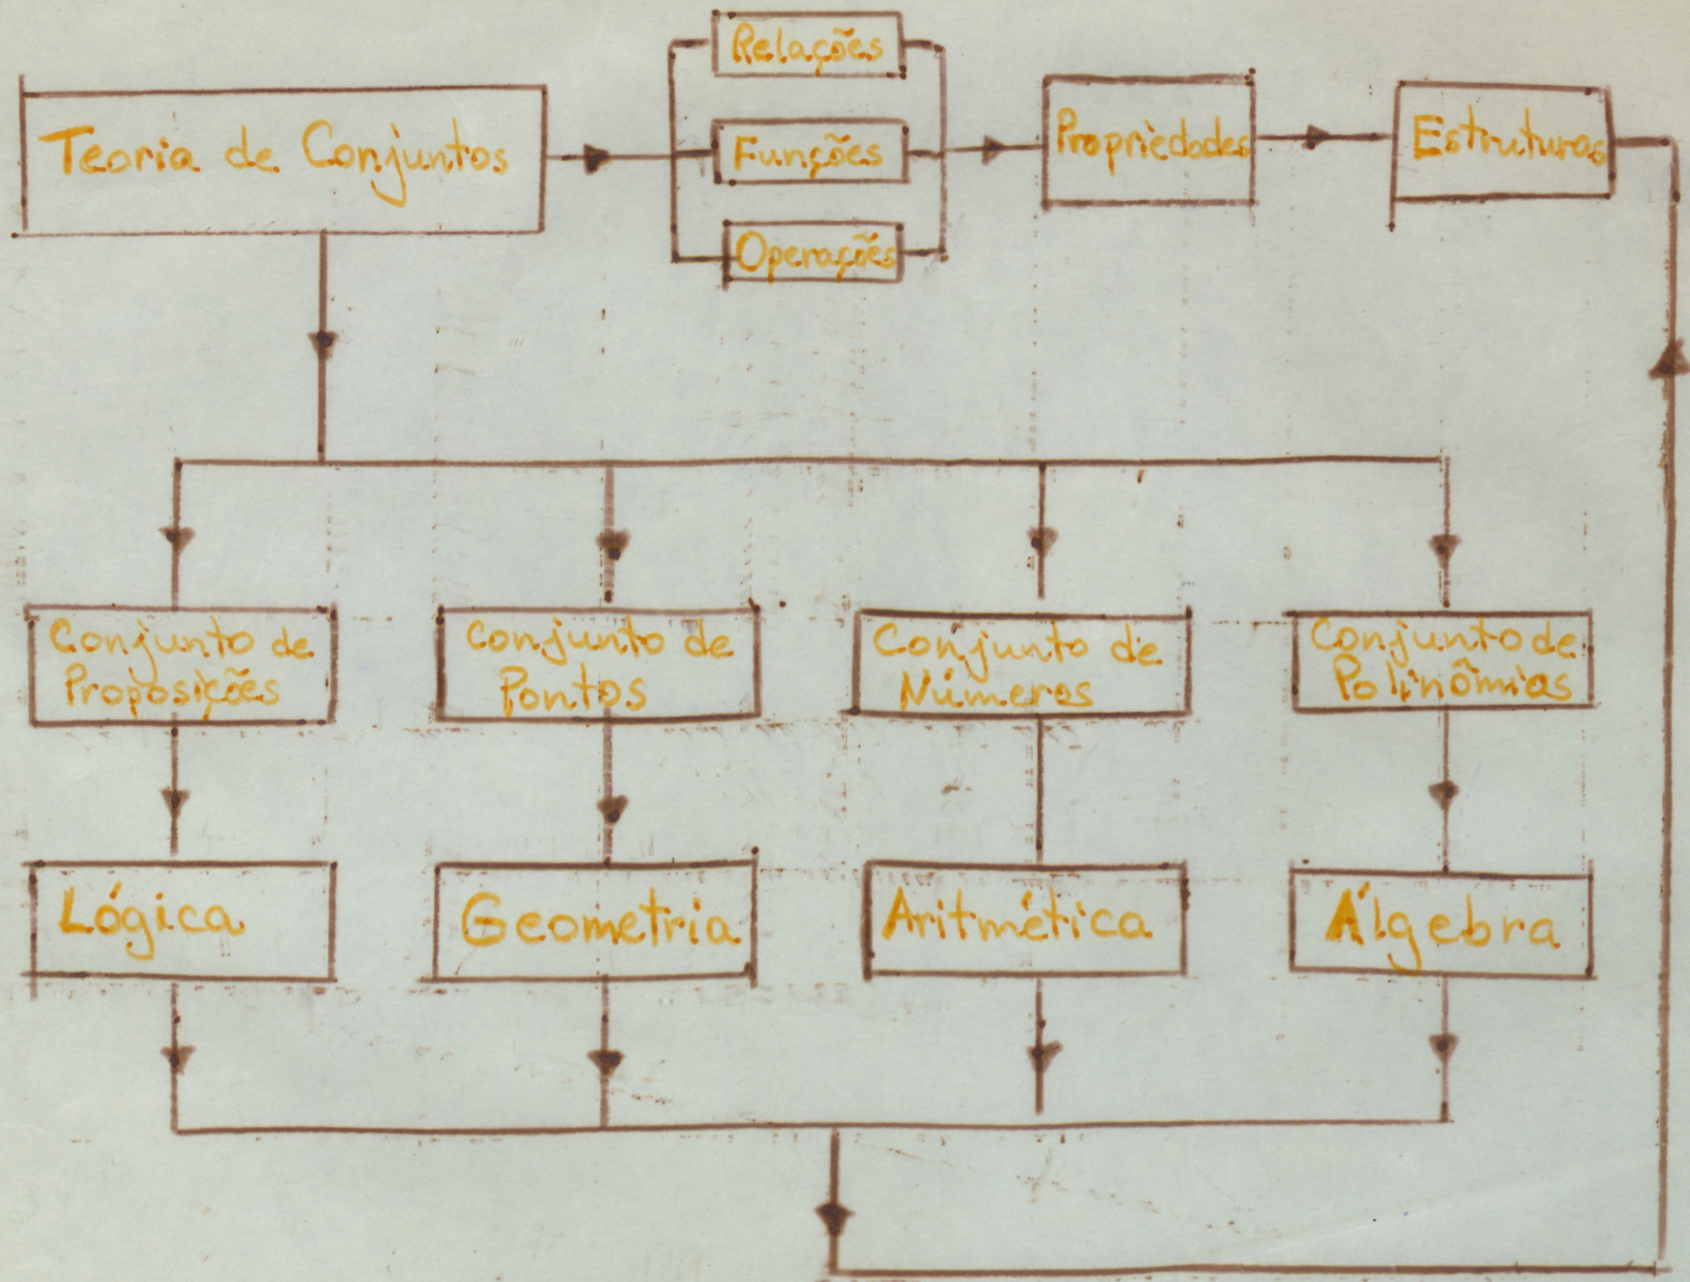 Relações
Teoria de Conjuntos
Funções
Propriedades
Estruturas
Operações
Conjunto de
Proposições
Conjunto de
Pontos
Conjunto de
Números
Conjunto de
Polinômios
Lógica
Geometria
Aritmética
Álgebra